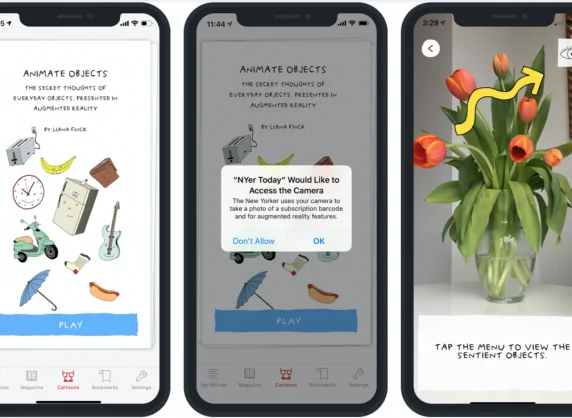 ANIMATE OBJECTS
THE SECRET THOUGHTS OF
EVERYDAY OBJECTS, PRESENTED IN
AUGMENTED REALITY
BY LIANA FINCK
PLAY
Magazine
Cartoons
Bookmarks
Settings
11:44
ANIMATE OBJECTS
THE SECRET THOUGHTS OF
EVERYDAY OBJECTS, PRESENTED IN
AUGMENTED REALITY
BY LIANA FINCK
"NYer Today" Would Like to
Access the Camera
The New Yorker uses your camera to
take a photo of a subscription barcode
and for augmented reality features.
Don't Allow
OK
PLAY
Top Stories
Magazine
Cartoons
Bookmarks
Settings
3:29
TAP THE MENU TO VIEW THE
SENTIENT OBJECTS.